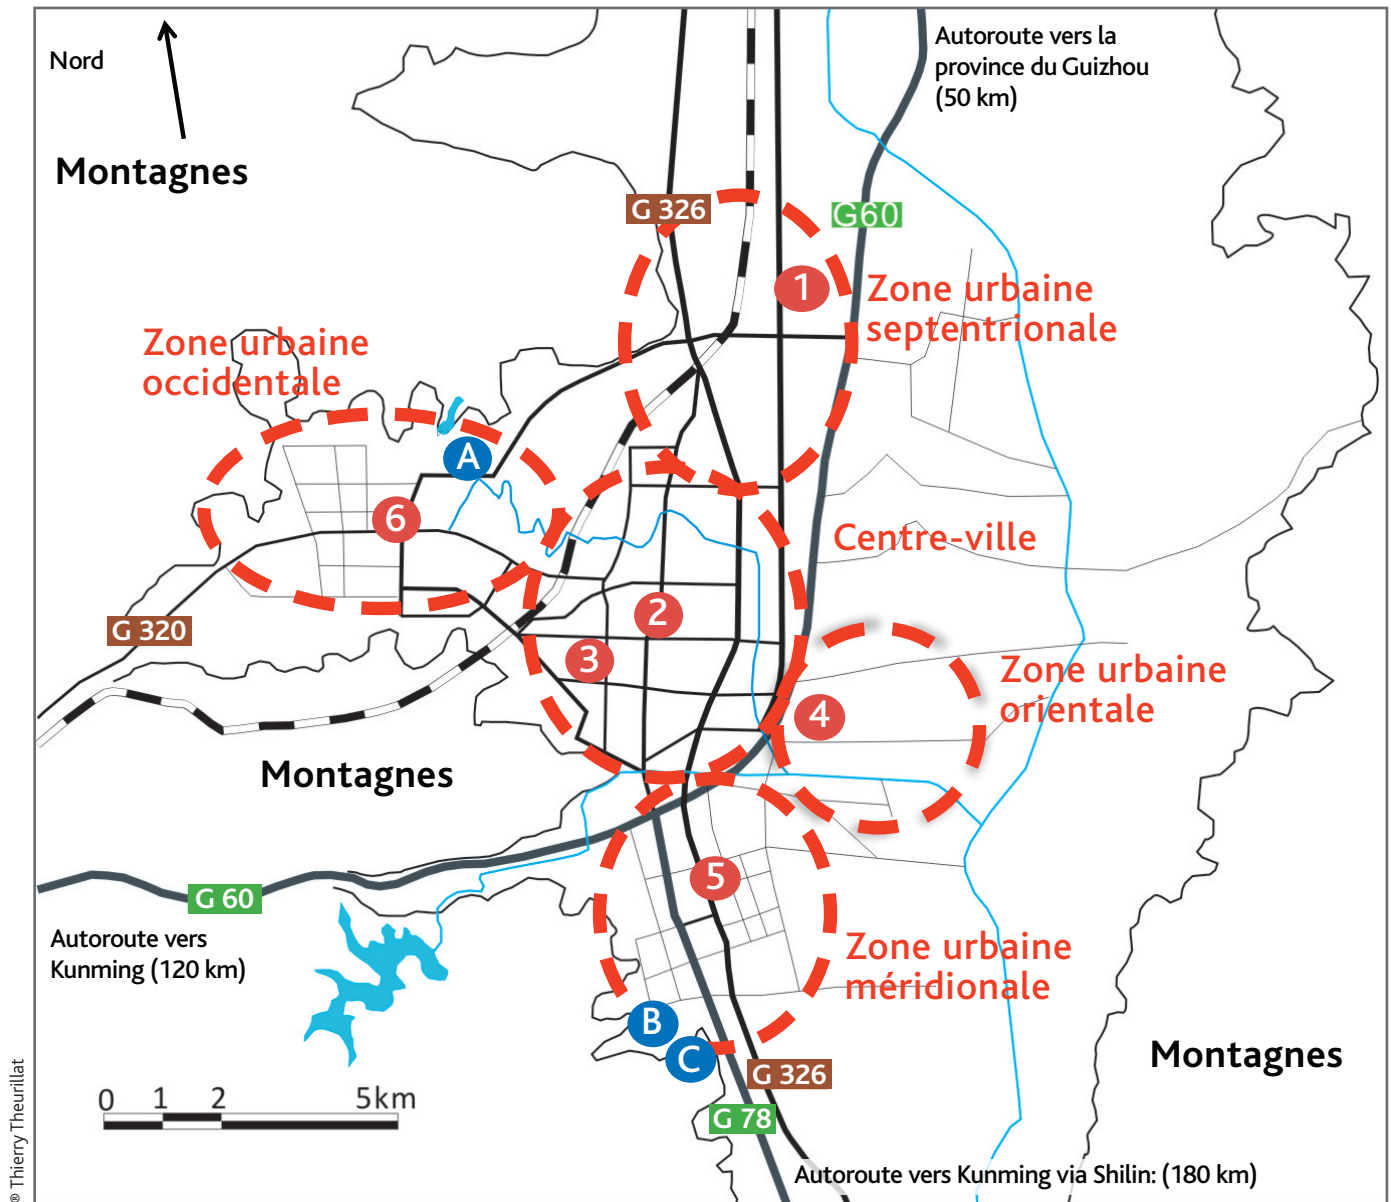 Nord
Autoroute vers la
province du Guizhou
(50 km)
Montagnes
G 326
G60
1
Zone urbaine
septentrionale
Zone urbaine
occidentale
A
6
Centre-ville
2
G 320
3
Zone urbaine
orientale
4
Montagnes
5
G 60
Autoroute vers
Kunming (120 km)
Zone urbaine
méridionale
B
C
Montagnes
G 326
0 1 2 5km
G 78
Autoroute vers Kunming via Shilin: (180 km)
® Thierry Theurillat